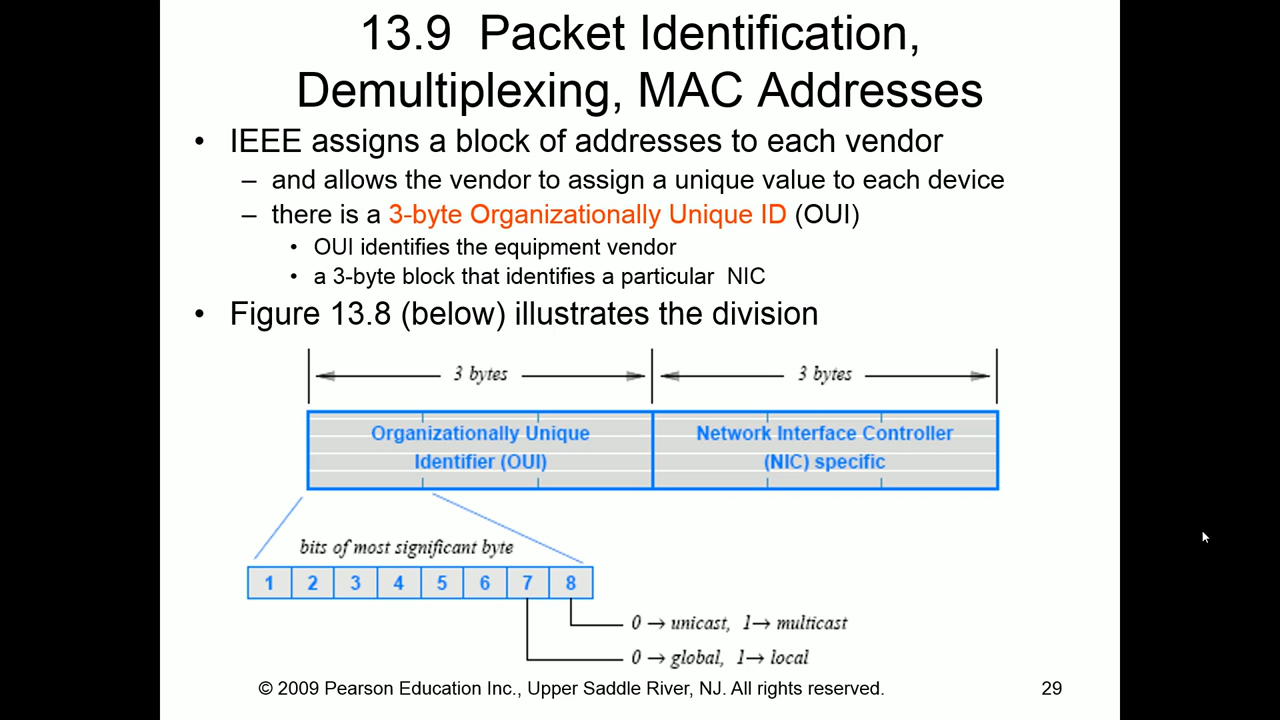 13.9 Packet Identification,
Demultiplexing, MAC Addresses
• IEEE assigns a block of addresses to each vendor
– and allows the vendor to assign a unique value to each device
– there is a 3-byte Organizationally Unique ID (OUI)
• OUI identifies the equipment vendor
• a 3-byte block that identifies a particular NIC
• Figure 13.8 (below) illustrates the division
3 bytes 3 bytes
Organizationally Unique
Identifier (OUI)
Network Interface Controller
(NIC) specific
bits of most significant byte
1 2 3 4 5 6 7 8
0 → unicast, 1→ multicast
0 → global, 1→ local
© 2009 Pearson Education Inc., Upper Saddle River, NJ. All rights reserved.
29